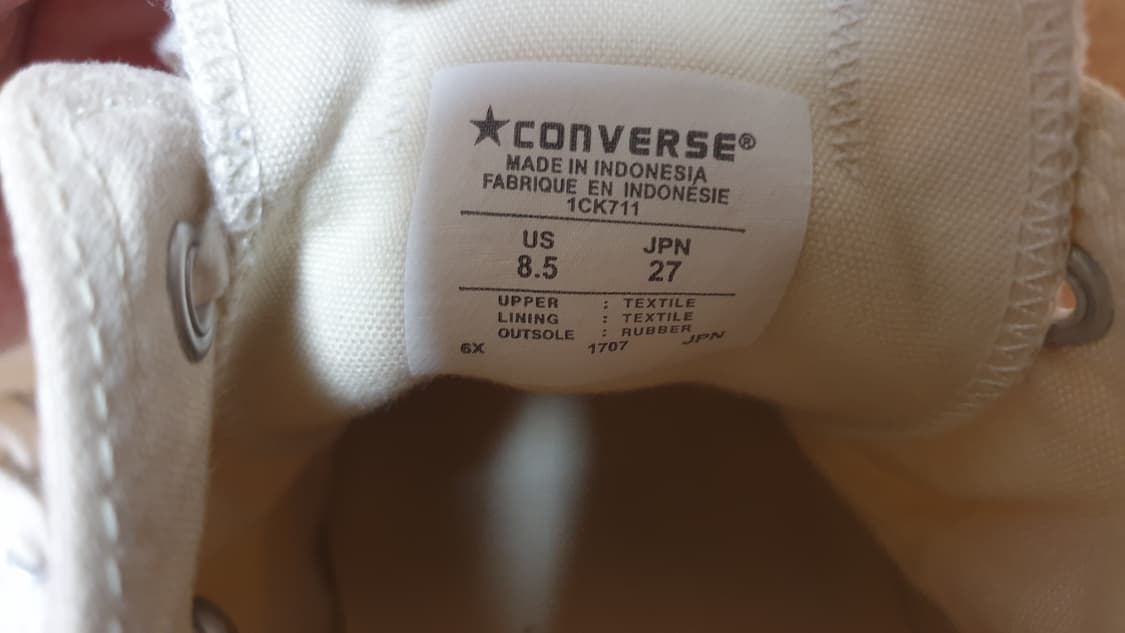 ★CONVERSE®
MADE IN INDONESIA
FABRIQUE EN INDONÉSIE
1CK711
US JPN
8.5 27
UPPER : TEXTILE
LINING : TEXTILE
OUTSOLE : RUBBER
6X 1707 JPN